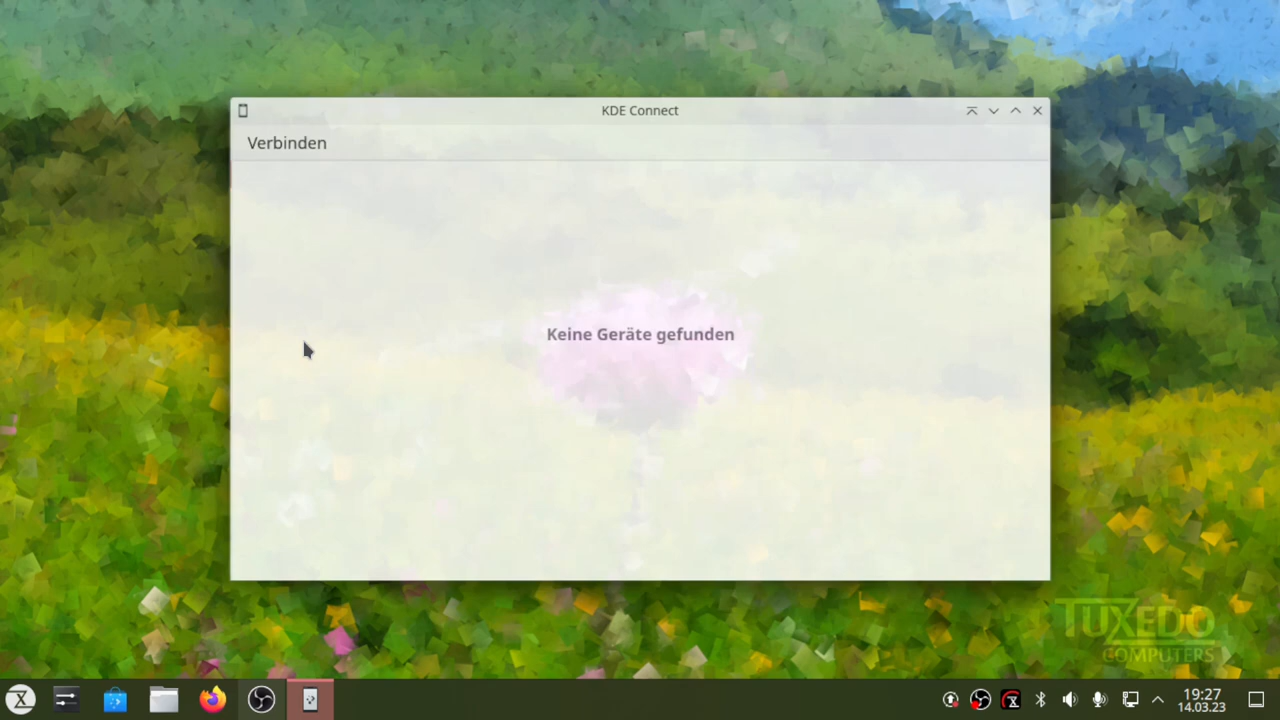 KDE Connect
Verbinden
Keine Geräte gefunden
TUXEDO
COMPUTERS
19:27
14.03.23